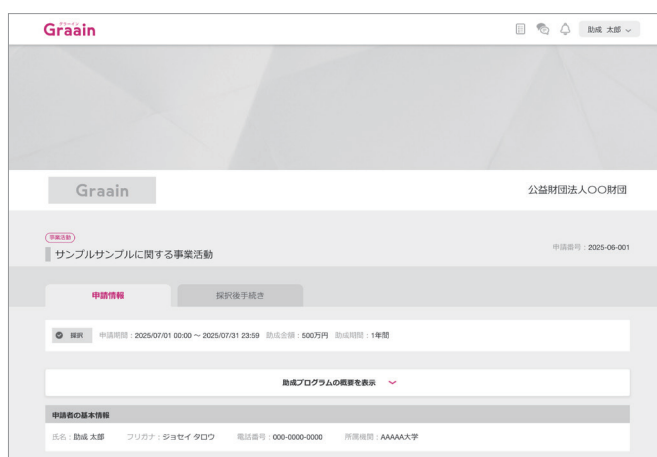 グラーイン
Graain
助成 太郎
Graain
公益財団法人〇〇財団
事業活動
サンプルサンプルに関する事業活動
申請番号：2025-06-001
申請情報
採択後手続き
採択 申請期間：2025/07/01 00:00 ～ 2025/07/31 23:59 助成金額：500万円 助成期間：1年間
助成プログラムの概要を表示
申請者の基本情報
氏名：助成 太郎 フリガナ：ジョセイ タロウ 電話番号：000-0000-0000 所属機関：AAAAA大学